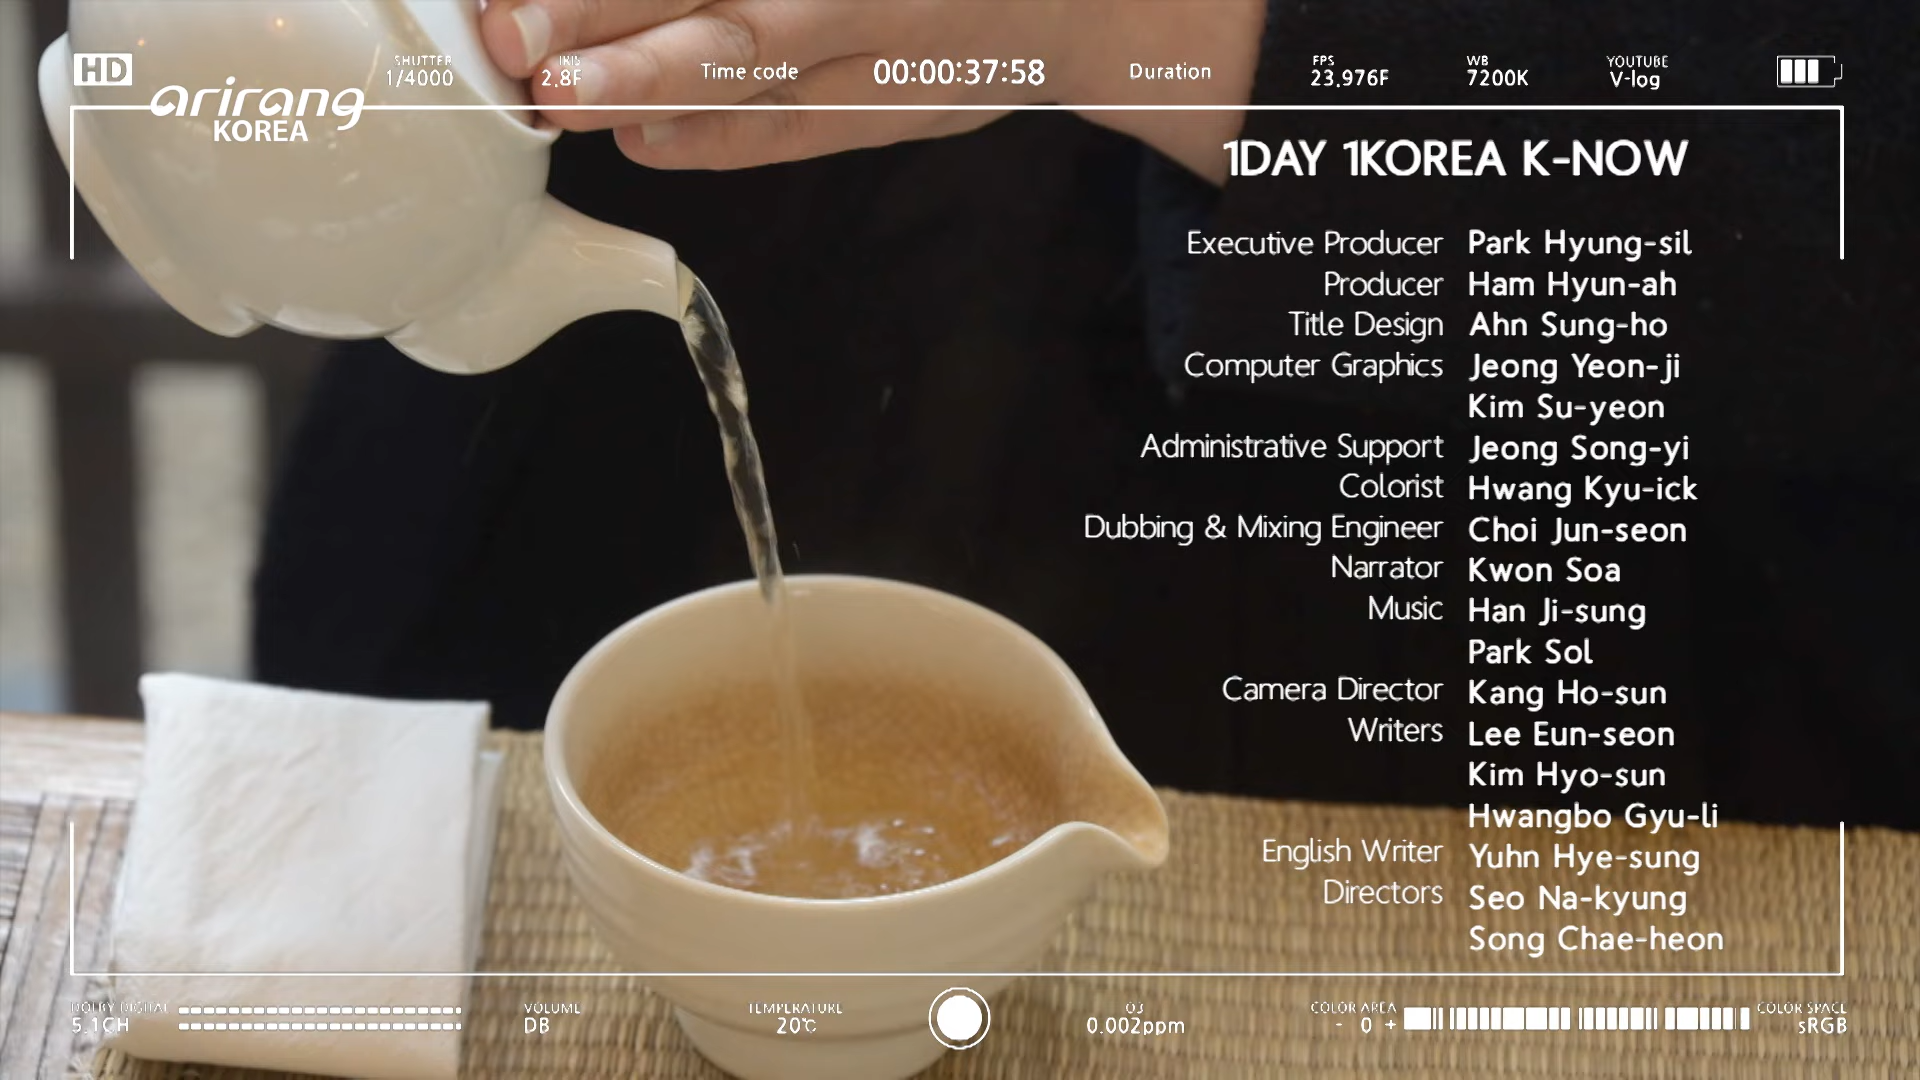 HD
SHUTTER
1/4000
IRIS
2.8F
Time code
00:00:37:58
Duration
FPS
23.976F
WB
7200K
YOUTUBE
V-log
arirang
KOREA
1DAY 1KOREA K-NOW
Executive Producer Park Hyung-sil
Producer Ham Hyun-ah
Title Design Ahn Sung-ho
Computer Graphics Jeong Yeon-ji
Kim Su-yeon
Administrative Support Jeong Song-yi
Colorist Hwang Kyu-ick
Dubbing & Mixing Engineer Choi Jun-seon
Narrator Kwon Soa
Music Han Ji-sung
Park Sol
Camera Director Kang Ho-sun
Writers Lee Eun-seon
Kim Hyo-sun
Hwangbo Gyu-li
English Writer Yuhn Hye-sung
Directors Seo Na-kyung
Song Chae-heon
DOLBY DIGITAL
5.1CH
VOLUME
DB
TEMPERATURE
20℃
O3
0.002ppm
COLOR AREA
- 0 +
COLOR SPACE
sRGB